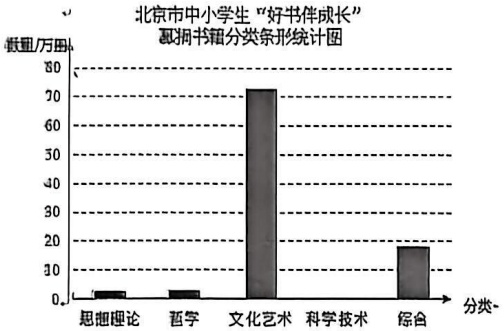 北京市中小学生“好书伴成长”
书籍分类条形统计图
数量/万册
80
70
60
50
40
30
20
10
0
思想理论
哲学
文化艺术
科学技术
综合
分类